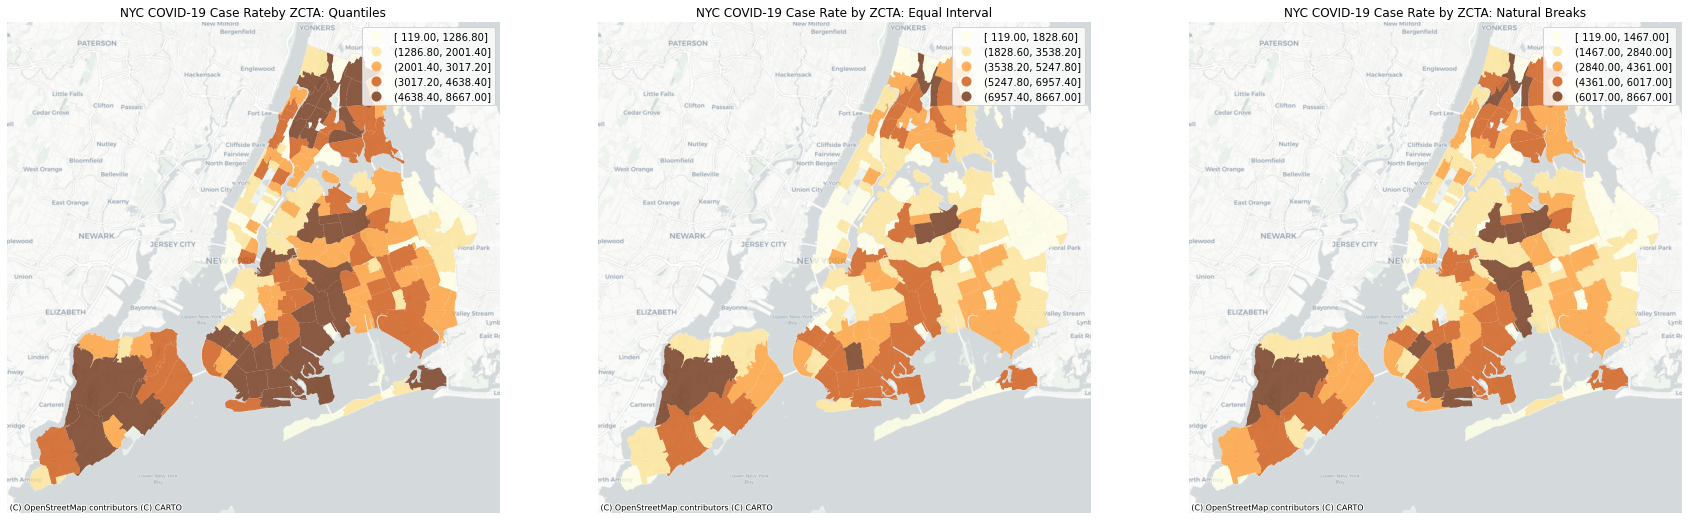 NYC COVID-19 Case Rateby ZCTA: Quantiles
[ 119.00, 1286.80]
(1286.80, 2001.40]
(2001.40, 3017.20]
(3017.20, 4638.40]
(4638.40, 8667.00]
YONKERS
New Milford
Bergenfield
PATERSON
Hackensack
Englewood
Little Falls
Cedar Grove
Clifton
Passaic
Fort Lee
Nutley
Cliffside Park
Fairview
West Orange
Bloomfield
North Bergen
Belleville
Union City
East Orange
Kearny
NEWARK
JERSEY CITY
Floral Park
NEW YORK
Union
ELIZABETH
Bayonne
Valley Stream
Linden
Carteret
(C) OpenStreetMap contributors (C) CARTO
NYC COVID-19 Case Rate by ZCTA: Equal Interval
[ 119.00, 1828.60]
(1828.60, 3538.20]
(3538.20, 5247.80]
(5247.80, 6957.40]
(6957.40, 8667.00]
YONKERS
New Milford
Bergenfield
PATERSON
Hackensack
Englewood
Little Falls
Cedar Grove
Clifton
Passaic
Fort Lee
Nutley
Cliffside Park
Fairview
West Orange
Bloomfield
North Bergen
Belleville
Union City
East Orange
Kearny
NEWARK
JERSEY CITY
Floral Park
NEW YORK
Union
ELIZABETH
Bayonne
Valley Stream
Linden
Carteret
(C) OpenStreetMap contributors (C) CARTO
NYC COVID-19 Case Rate by ZCTA: Natural Breaks
[ 119.00, 1467.00]
(1467.00, 2840.00]
(2840.00, 4361.00]
(4361.00, 6017.00]
(6017.00, 8667.00]
YONKERS
New Milford
Bergenfield
PATERSON
Hackensack
Englewood
Little Falls
Cedar Grove
Clifton
Passaic
Fort Lee
Nutley
Cliffside Park
Fairview
West Orange
Bloomfield
North Bergen
Belleville
Union City
East Orange
Kearny
NEWARK
JERSEY CITY
Floral Park
NEW YORK
Union
ELIZABETH
Bayonne
Valley Stream
Linden
Carteret
(C) OpenStreetMap contributors (C) CARTO